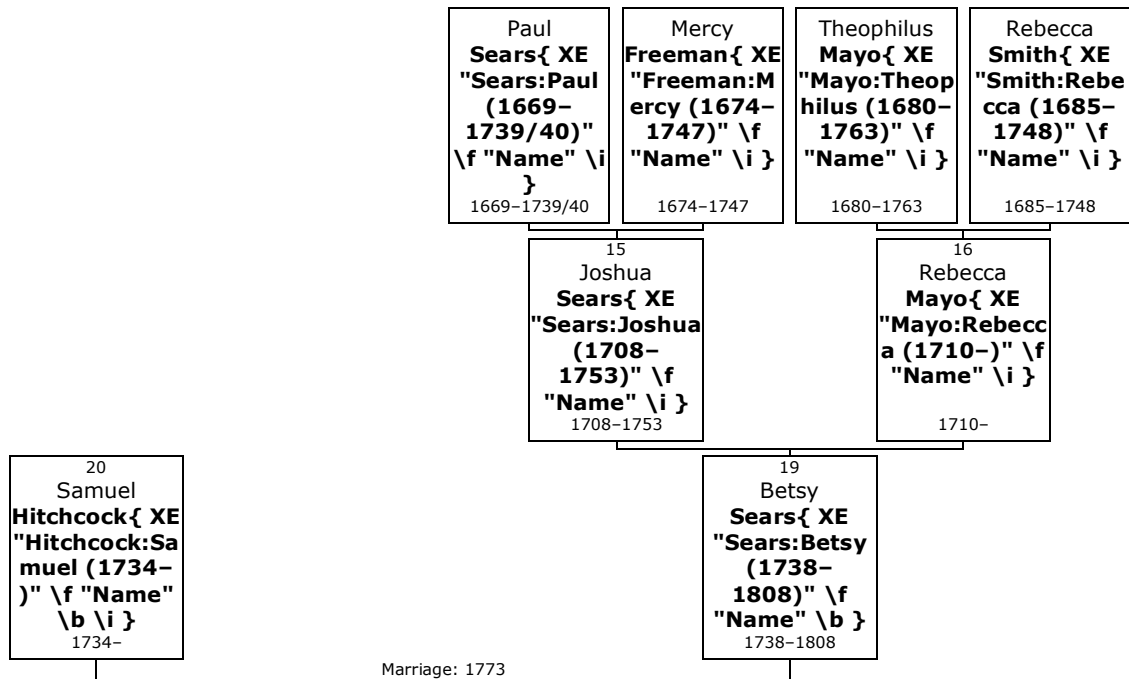 Paul
Sears{ XE
"Sears:Paul
(1669–
1739/40)"
\f "Name" \i
}
1669–1739/40
Mercy
Freeman{ XE
"Freeman:M
ercy (1674–
1747)" \f
"Name" \i }
1674–1747
Theophilus
Mayo{ XE
"Mayo:Theop
hilus (1680–
1763)" \f
"Name" \i }
1680–1763
Rebecca
Smith{ XE
"Smith:Rebe
cca (1685–
1748)" \f
"Name" \i }
1685–1748
15
Joshua
Sears{ XE
"Sears:Joshua
(1708–
1753)" \f
"Name" \i }
1708–1753
16
Rebecca
Mayo{ XE
"Mayo:Rebecc
a (1710–)" \f
"Name" \i }
1710–
20
Samuel
Hitchcock{ XE
"Hitchcock:Sa
muel (1734–
)" \f "Name"
\b \i }
1734–
19
Betsy
Sears{ XE
"Sears:Betsy
(1738–
1808)" \f
"Name" \b }
1738–1808
Marriage: 1773